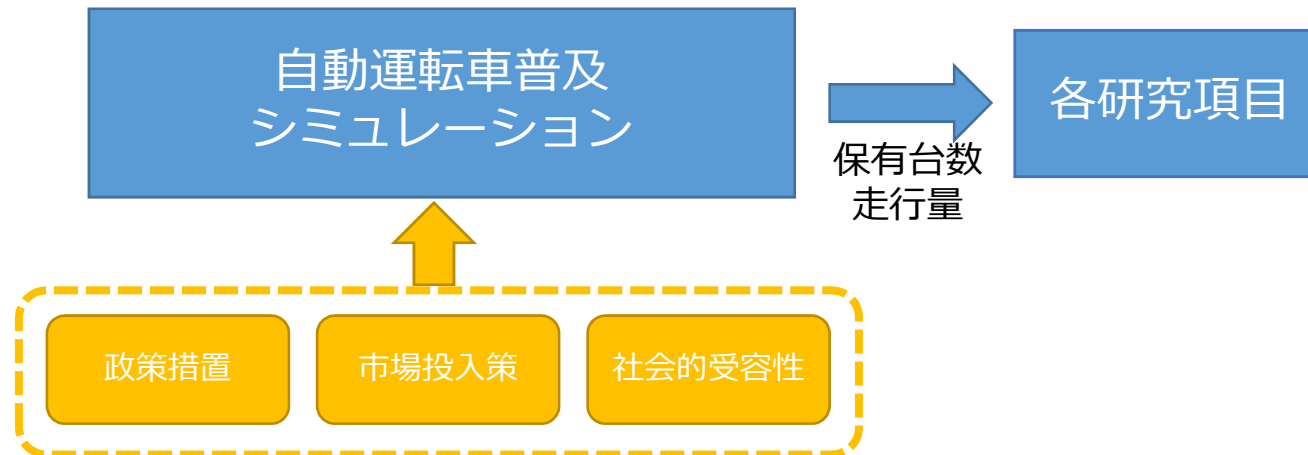 自動運転車普及
シミュレーション
各研究項目
保有台数
走行量
政策措置
市場投入策
社会的受容性